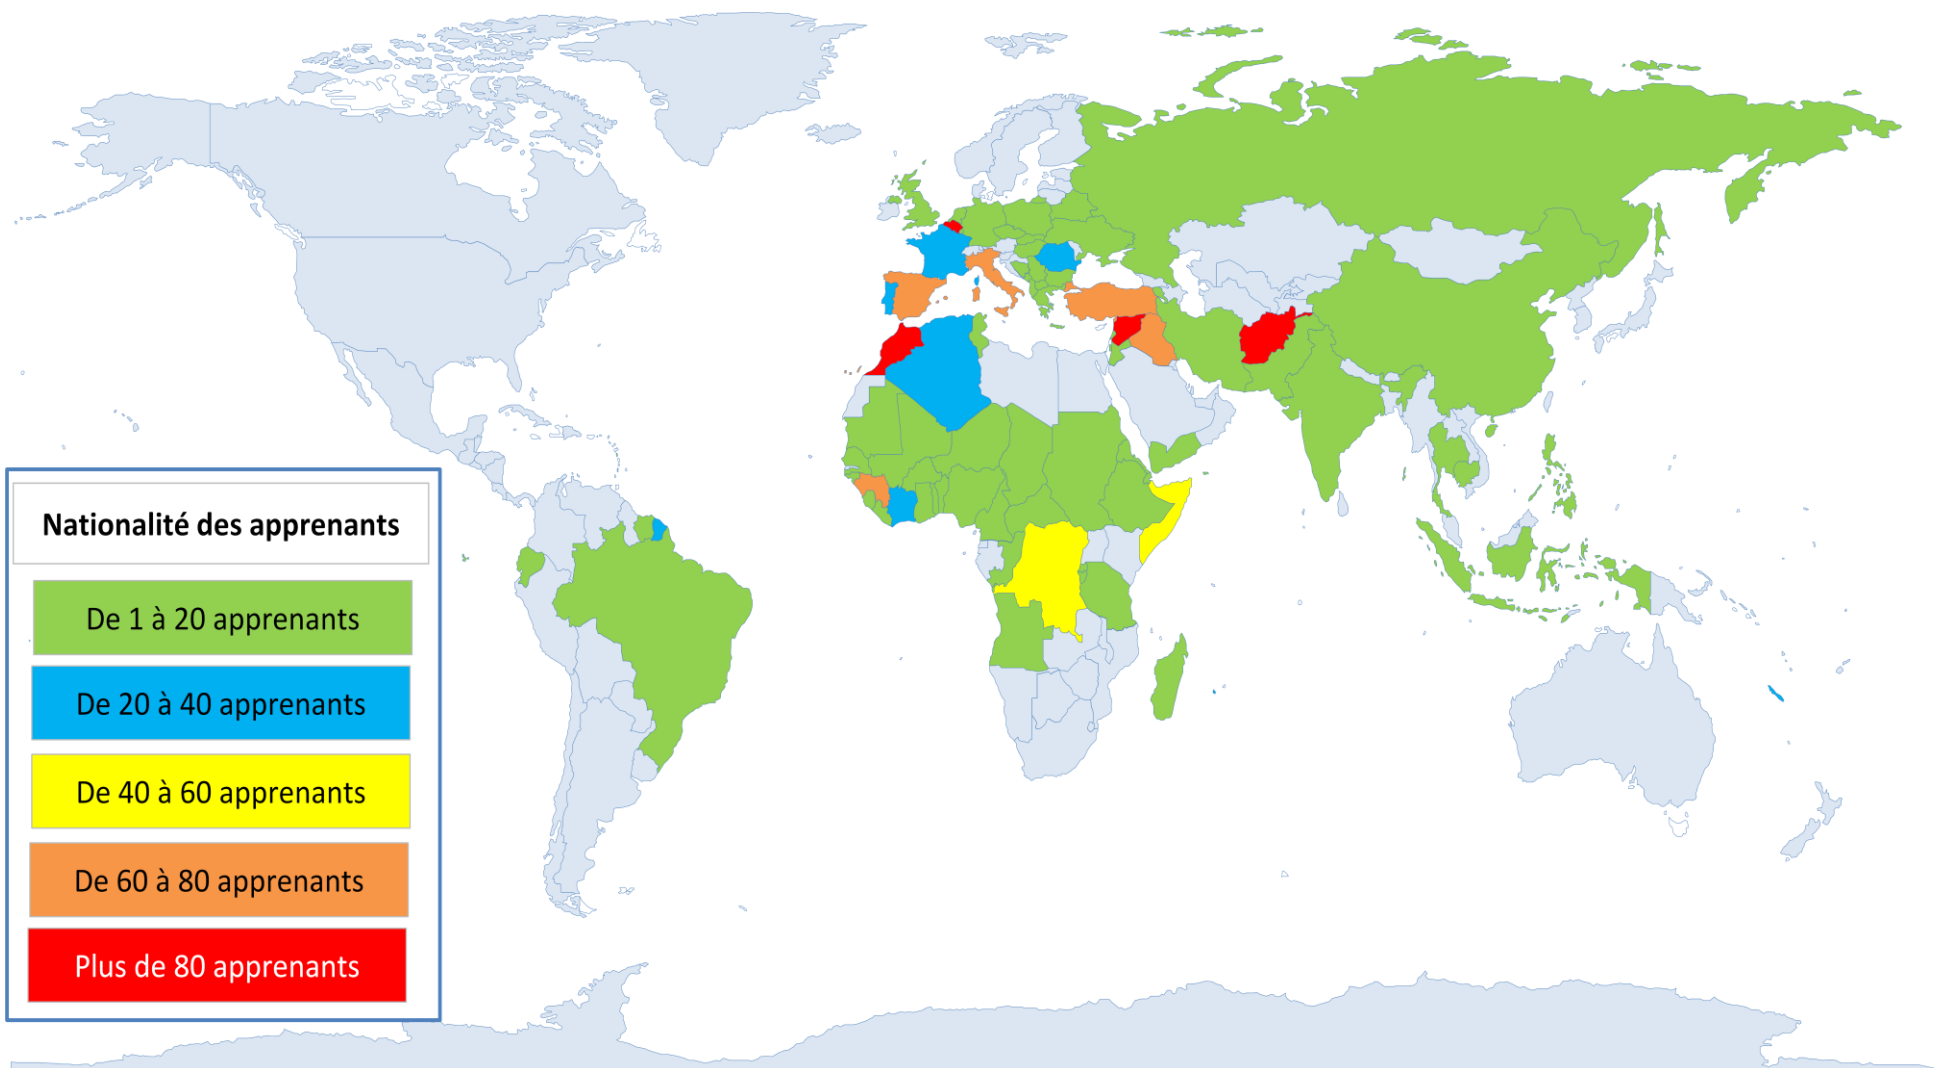 Nationalité des apprenants
De 1 à 20 apprenants
De 20 à 40 apprenants
De 40 à 60 apprenants
De 60 à 80 apprenants
Plus de 80 apprenants